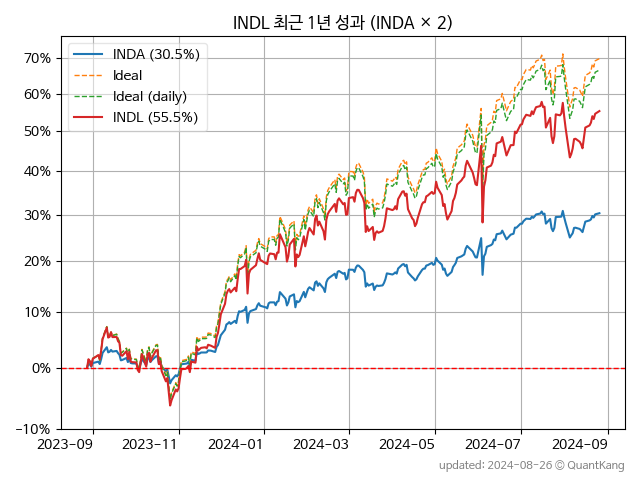 INDL 최근 1년 성과 (INDA × 2)
INDA (30.5%)
Ideal
Ideal (daily)
INDL (55.5%)
70%
60%
50%
40%
30%
20%
10%
0%
−10%
2023-09
2023-11
2024-01
2024-03
2024-05
2024-07
2024-09
updated: 2024-08-26 © QuantKang